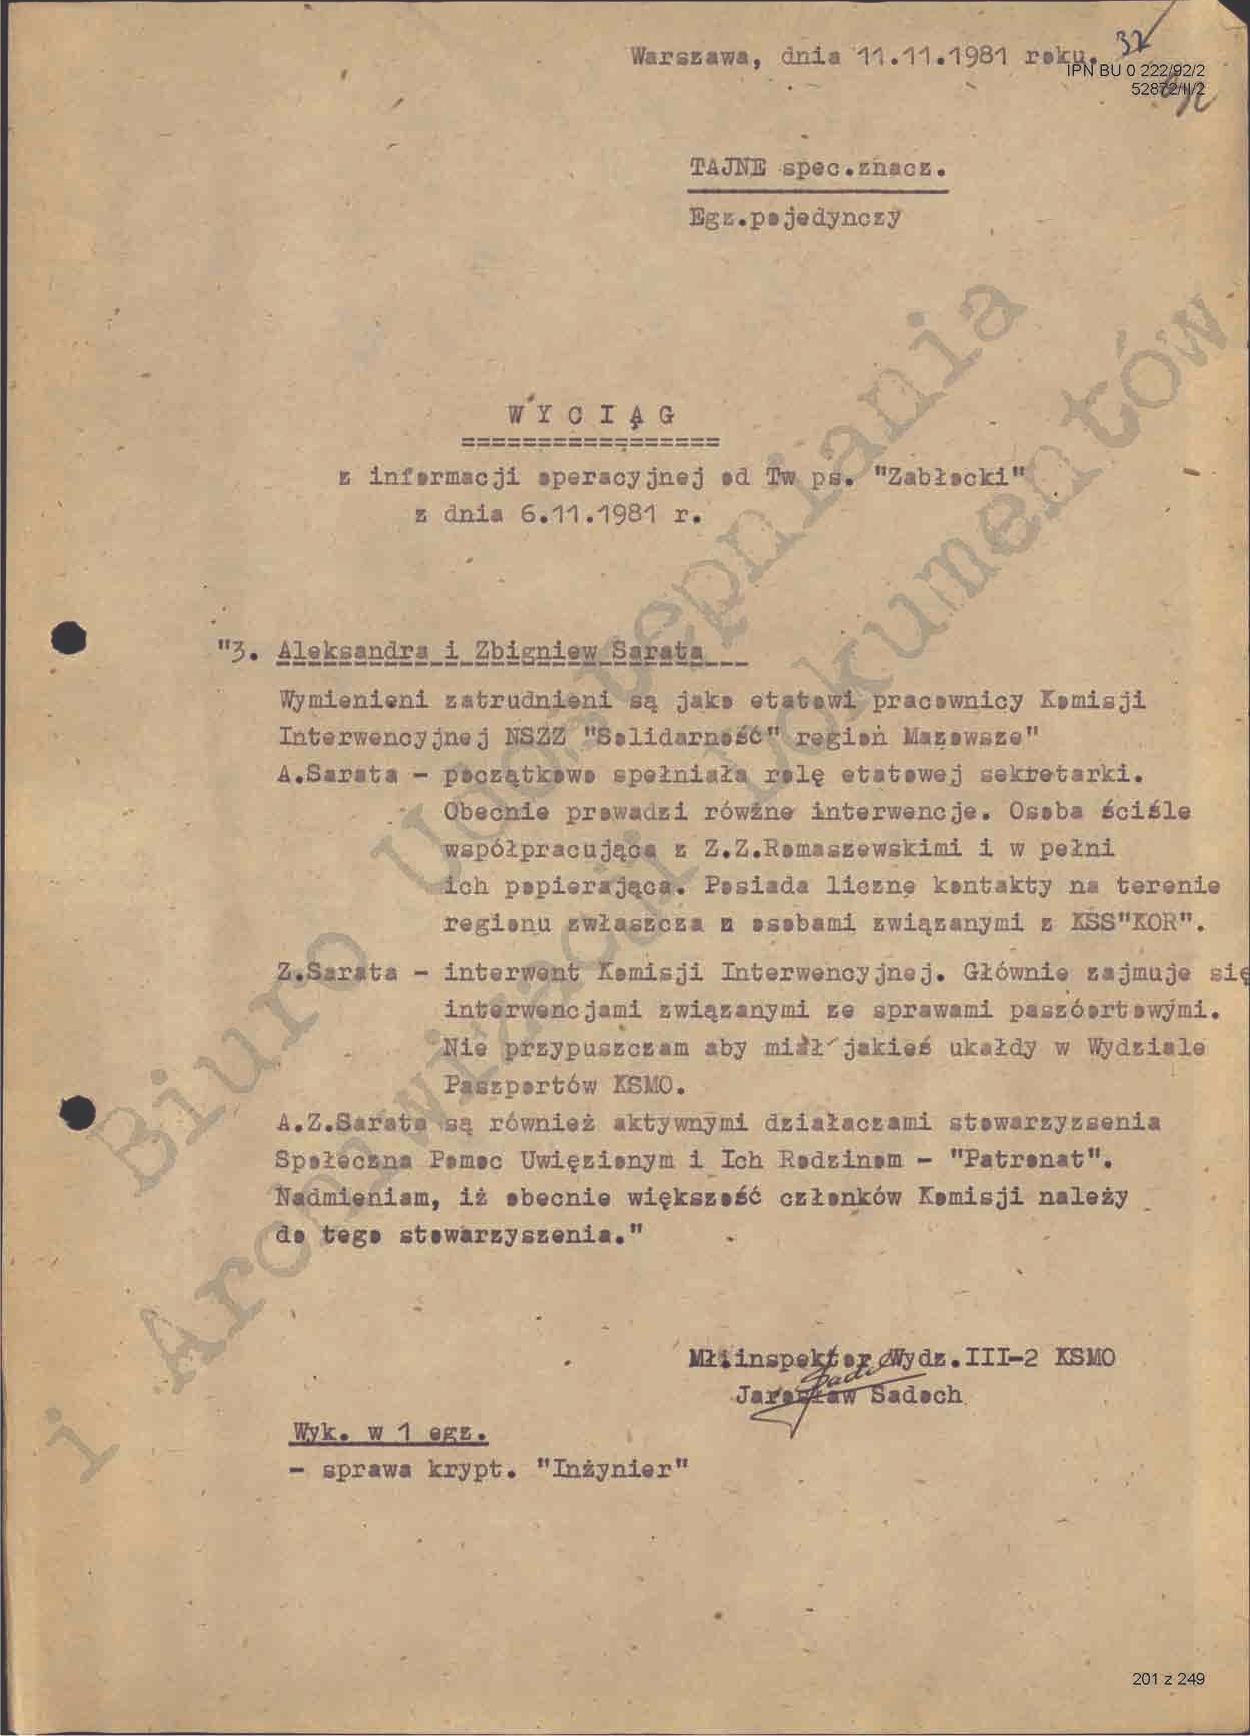 Warszawa, dnia 11.11.1981 roku.
32
IPN BU 0 222/92/2
52872/II/2
TAJNE spec.znacz.
Egz.pojedynczy
W Y C I Ą G
=================
z informacji operacyjnej od Tw ps. "Zabłocki"
z dnia 6.11.1981 r.
"3. Aleksandra i Zbigniew Sarata
Wymienieni zatrudnieni są jako etatowi pracownicy Komisji
Interwencyjnej NSZZ "Solidarność" region Mazowsze"
A.Sarata - początkowo spełniała rolę etatowej sekretarki.
Obecnie prowadzi rówżne interwencje. Osoba ściśle
współpracująca z Z.Z.Romaszewskimi i w pełni
ich popierająca. Posiada liczne kontakty na terenie
regionu zwłaszcza z osobami związanymi z KSS"KOR".
Z.Sarata - interwent Komisji Interwencyjnej. Głównie zajmuje się
interwencjami związanymi ze sprawami paszóortowymi.
Nie przypuszczam aby miał jakieś ukałdy w Wydziale
Paszportów KSMO.
A.Z.Sarata są również aktywnymi działaczami stowarzyzsenia
Społeczna Pomoc Uwięzionym i Ich Rodzinom - "Patronat".
Nadmieniam, iż obecnie większość członków Komisji należy
do tego stowarzyszenia."
Mł.inspektor Wydz.III-2 KSMO
Jarosław Sadoch
Wyk. w 1 egz.
- sprawa krypt. "Inżynier"
Biuro Udostępniania
i Archiwizacji Dokumentów
201 z 249